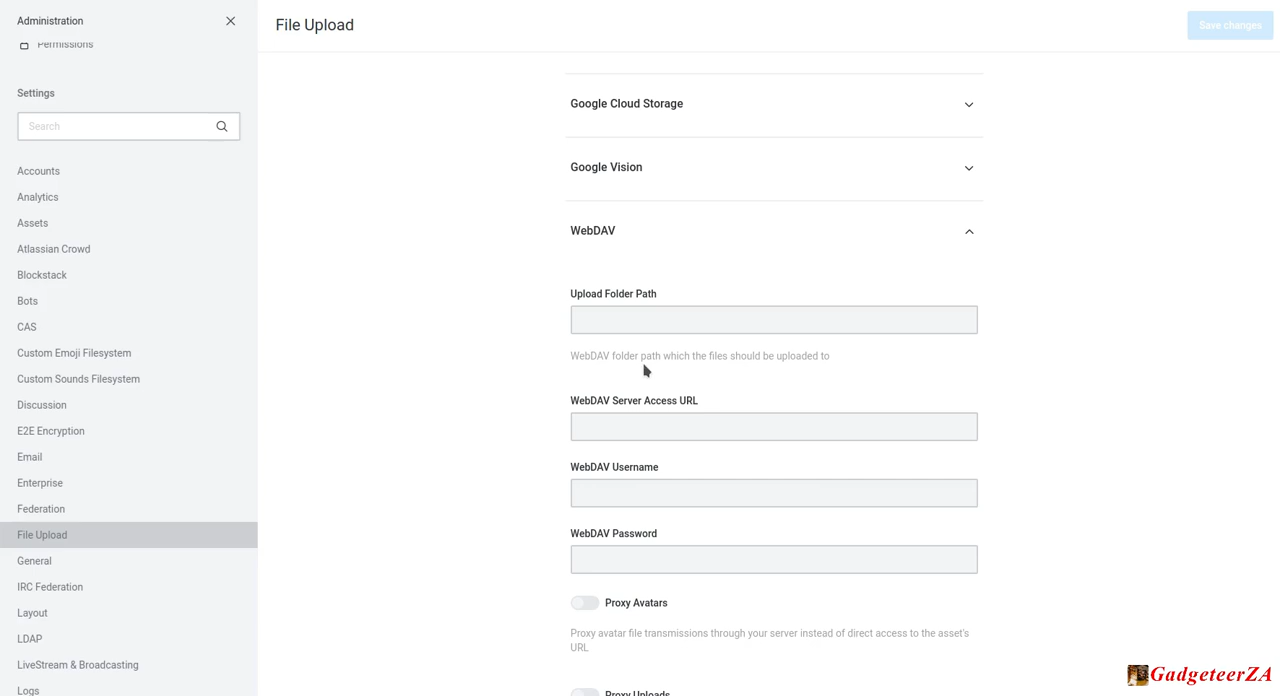 Administration
Permissions
Settings
Search
Accounts
Analytics
Assets
Atlassian Crowd
Blockstack
Bots
CAS
Custom Emoji Filesystem
Custom Sounds Filesystem
Discussion
E2E Encryption
Email
Enterprise
Federation
File Upload
General
IRC Federation
Layout
LDAP
LiveStream & Broadcasting
Logs
File Upload
Save changes
Google Cloud Storage
Google Vision
WebDAV
Upload Folder Path
WebDAV folder path which the files should be uploaded to
WebDAV Server Access URL
WebDAV Username
WebDAV Password
Proxy Avatars
Proxy avatar file transmissions through your server instead of direct access to the asset's
URL
Proxy Uploads
GadgeteerZA